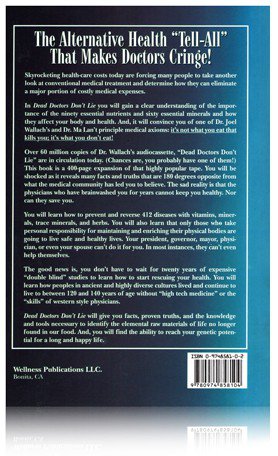 The Alternative Health “Tell-All”
That Makes Doctors Cringe!
Skyrocketing health-care costs today are forcing many people to take another
look at conventional medical treatment and determine how they can eliminate
a major portion of costly medical expenses.
In Dead Doctors Don't Lie you will gain a clear understanding of the impor-
tance of the ninety essential nutrients and sixty essential minerals and how
they affect your body and health. And, it will convince you of one of Joel
Wallach's and Dr. Ma Lan's principle medical axioms: it's not what you eat that
kills you; it's what you don't eat!
Over 60 million copies of Dr. Wallach's audiocassette, “Dead Doctors Don't
Lie” are in circulation today. (Chances are, you probably have one of them!)
This book is a 400-page expansion of that highly popular tape. You will be
shocked as it reveals many facts and truths that are 180 degrees opposite from
what the medical community has led you to believe. The sad reality is that the
physicians who have brainwashed you for years cannot keep you healthy. Nor
can they save you.
You will learn how to prevent and reverse 412 diseases with vitamins, miner-
als, trace minerals, and herbs. You will also learn that only those who take
personal responsibility for maintaining and enriching their physical bodies are
going to live safe and healthy lives. Your president, governor, mayor, physi-
cian, or even your spouse can't do it for you. In most instances, they can't even
help themselves.
The good news is, you don't have to wait for twenty years of expensive
“double blind” studies to learn how to start rescuing your health. You will
learn how peoples in ancient and highly diverse cultures lived and continue to
live to between 120 and 140 years of age without “high tech medicine” or the
“skills” of western style physicians.
Dead Doctors Don't Lie will give you facts, proven truths, and the knowledge
and tools necessary to identify the elemental raw materials of life no longer
found in our food. And, you will find the ability to reach your genetic poten-
tial for a long and happy life.
ISBN 0-9748581-0-2
Wellness Publications LLC.
Bonita, CA
9 780974 858104